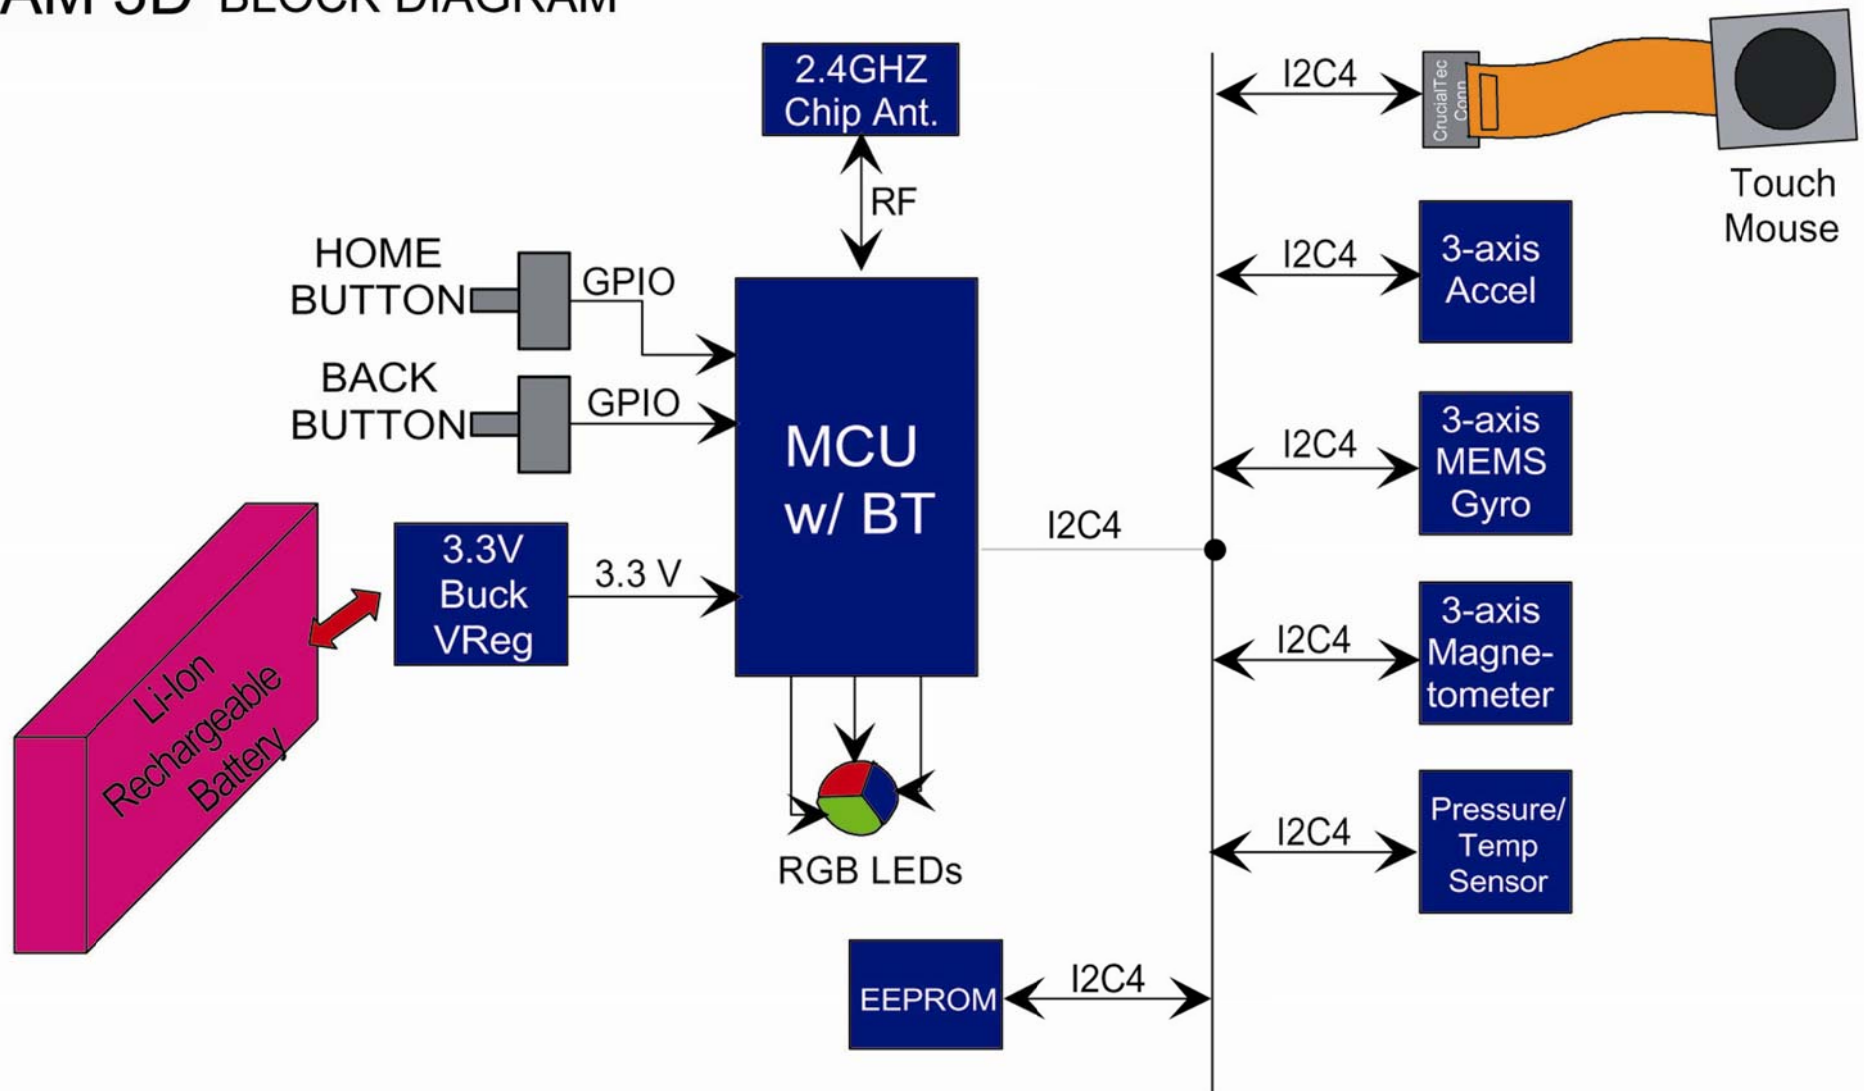 AM 3D BLOCK DIAGRAM
2.4GHZ
Chip Ant.
RF
HOME
BUTTON
GPIO
BACK
BUTTON
GPIO
MCU
w/ BT
3.3V
Buck
VReg
3.3 V
Li-Ion
Rechargeable
Battery
RGB LEDs
EEPROM
I2C4
I2C4
I2C4
CrucialTec
Conn
Touch
Mouse
I2C4
3-axis
Accel
I2C4
3-axis
MEMS
Gyro
I2C4
3-axis
Magne-
tometer
I2C4
Pressure/
Temp
Sensor